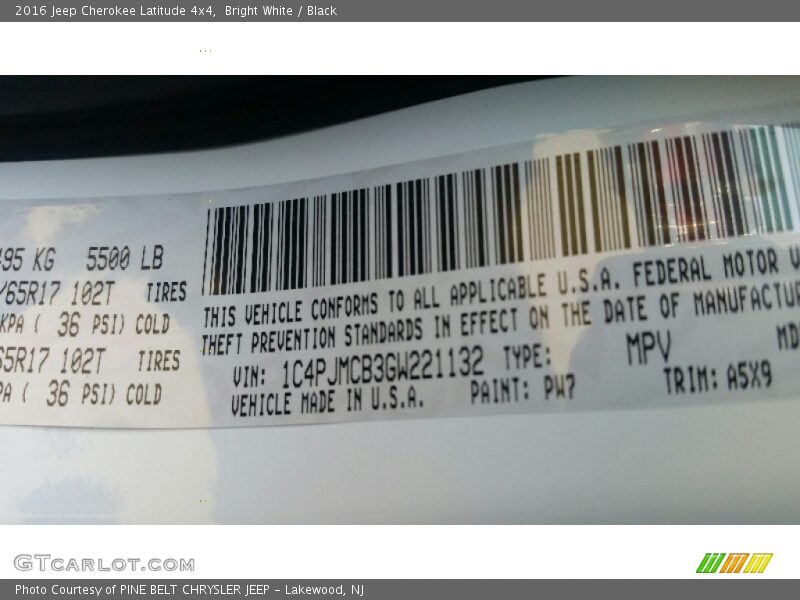 2016 Jeep Cherokee Latitude 4x4, Bright White / Black
495 KG 5500 LB
/65R17 102T TIRES
KPA ( 36 PSI) COLD
65R17 102T TIRES
PA ( 36 PSI) COLD
THIS VEHICLE CONFORMS TO ALL APPLICABLE U.S.A. FEDERAL MOTOR V
THEFT PREVENTION STANDARDS IN EFFECT ON THE DATE OF MANUFACTUR
VIN: 1C4PJMCB3GW221132 TYPE: MPV MD
VEHICLE MADE IN U.S.A. PAINT: PW7 TRIM: A5X9
GTCARLOT.COM
Photo Courtesy of PINE BELT CHRYSLER JEEP - Lakewood, NJ